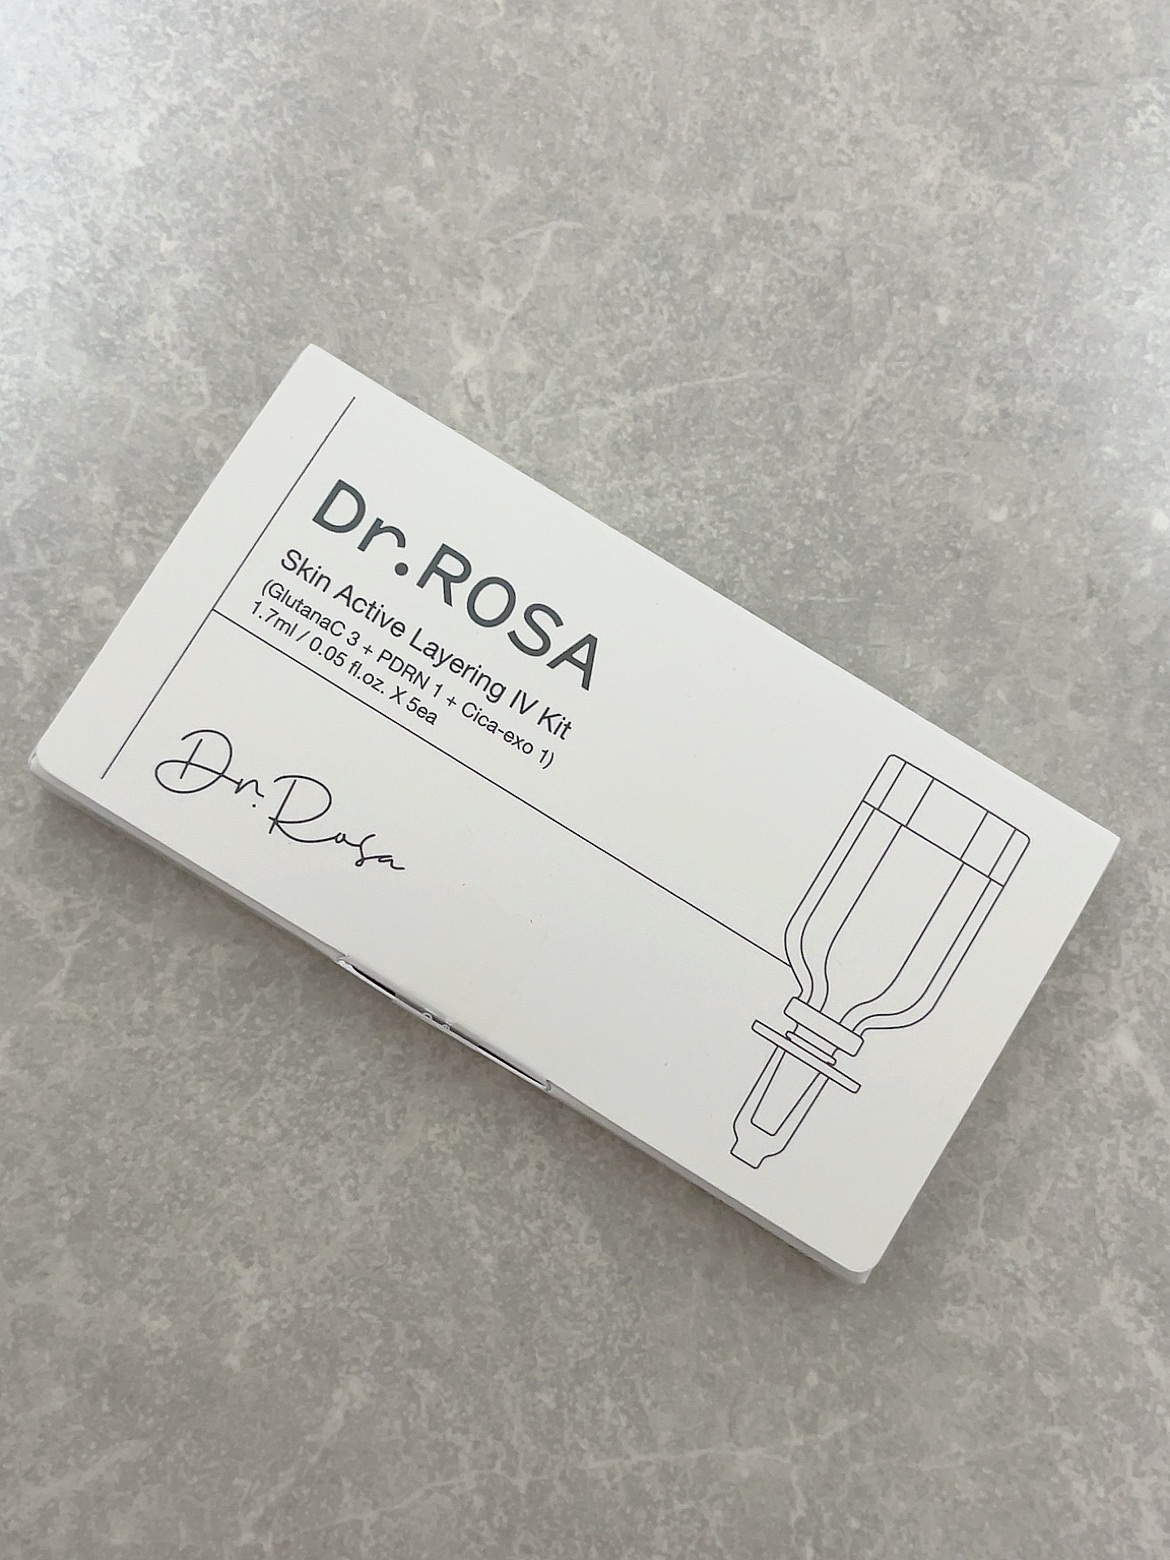 Dr.ROSA
Skin Active Layering IV Kit
(GlutanaC 3 + PDRN 1 + Cica-exo 1)
1.7ml / 0.05 fl.oz. X 5ea
Dr.Rosa